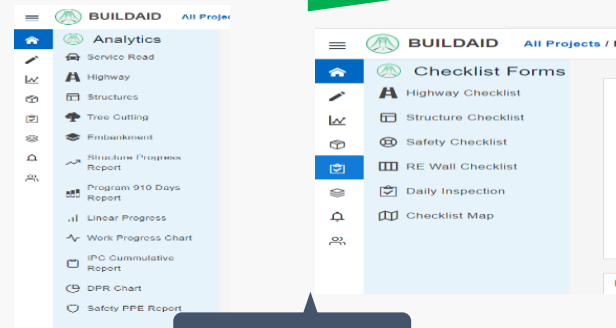 BUILDAID All Projec
Analytics
Service Road
Highway
Structures
Tree Cutting
Embankment
Structure Progress
Report
Program 910 Days
Report
Linear Progress
Work Progress Chart
IPC Cummulative
Report
DPR Chart
Safety PPE Report
BUILDAID All Projects /
Checklist Forms
Highway Checklist
Structure Checklist
Safety Checklist
RE Wall Checklist
Daily Inspection
Checklist Map